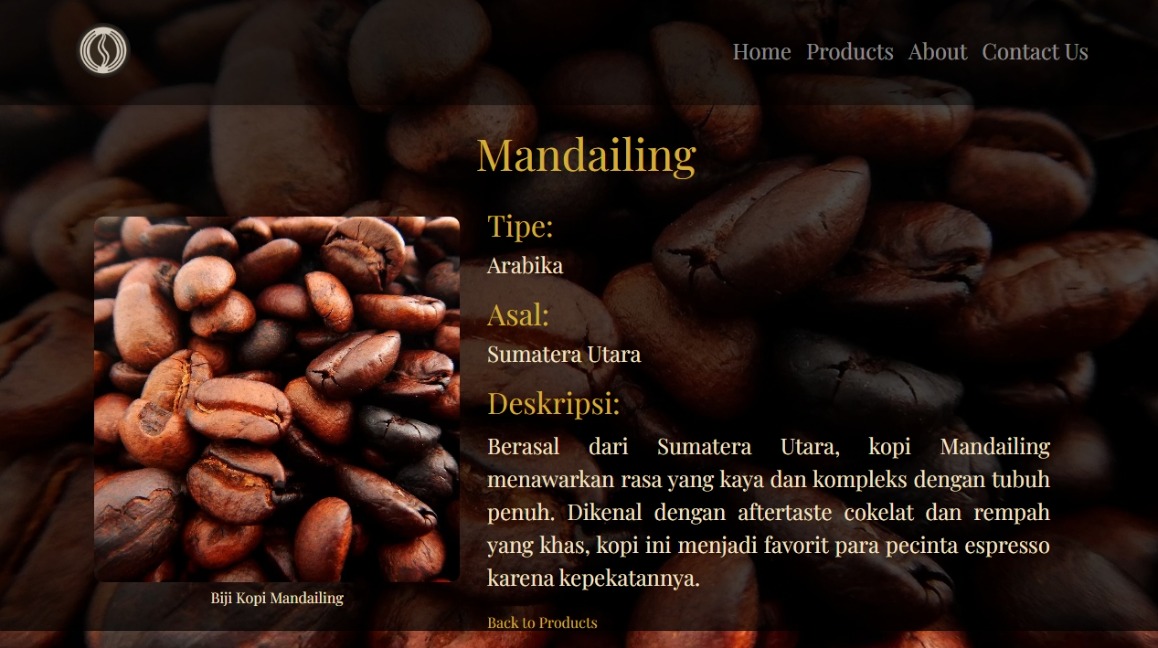 Home Products About Contact Us
Mandailing
Tipe:
Arabika
Asal:
Sumatera Utara
Deskripsi:
Berasal dari Sumatera Utara, kopi Mandailing
menawarkan rasa yang kaya dan kompleks dengan tubuh
penuh. Dikenal dengan aftertaste cokelat dan rempah
yang khas, kopi ini menjadi favorit para pecinta espresso
karena kepekatannya.
Biji Kopi Mandailing
Back to Products